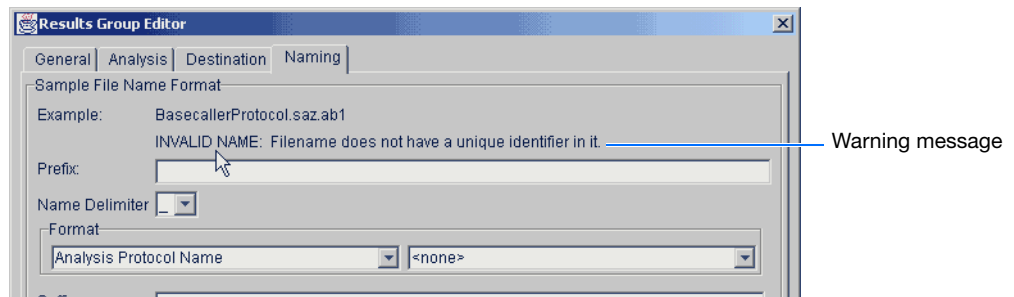 Results Group Editor
General Analysis Destination Naming
Sample File Name Format
Example: BasecallerProtocol.saz.ab1
INVALID NAME: Filename does not have a unique identifier in it.
Warning message
Prefix:
Name Delimiter _
Format
Analysis Protocol Name <none>